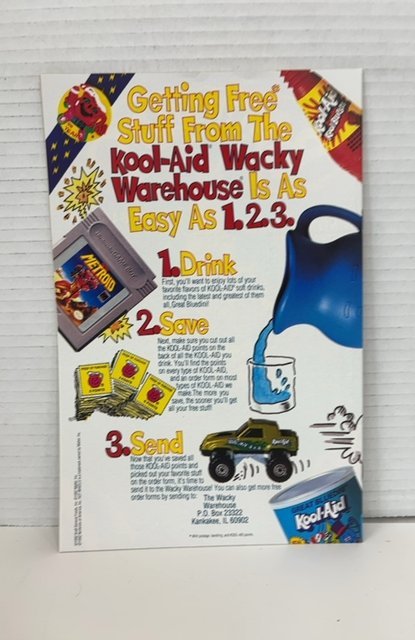 Getting Free*
Stuff From The
Kool-Aid® Wacky
Warehouse® Is As
Easy As 1.2.3.
METROID
1. Drink
First, you'll want to enjoy lots of your
favorite flavors of KOOL-AID® soft drinks,
including the latest and greatest of them
all, Great Bluedini!
2. Save
Next, make sure you cut out all
the KOOL-AID points on the
back of all the KOOL-AID you
drink. You'll find the points
on every type of KOOL-AID,
and an order form on most
types of KOOL-AID we
make. The more you
save, the sooner you'll get
all your free stuff!
3. Send
Now that you've saved all
those KOOL-AID points and
picked out your favorite stuff
on the order form, it's time to
send it to the Wacky Warehouse! You can also get more free
order forms by sending to:
The Wacky
Warehouse
P.O. Box 23322
Kankakee, IL 60902
Kool-Aid
GREAT BLUEDINI
Kool-Aid